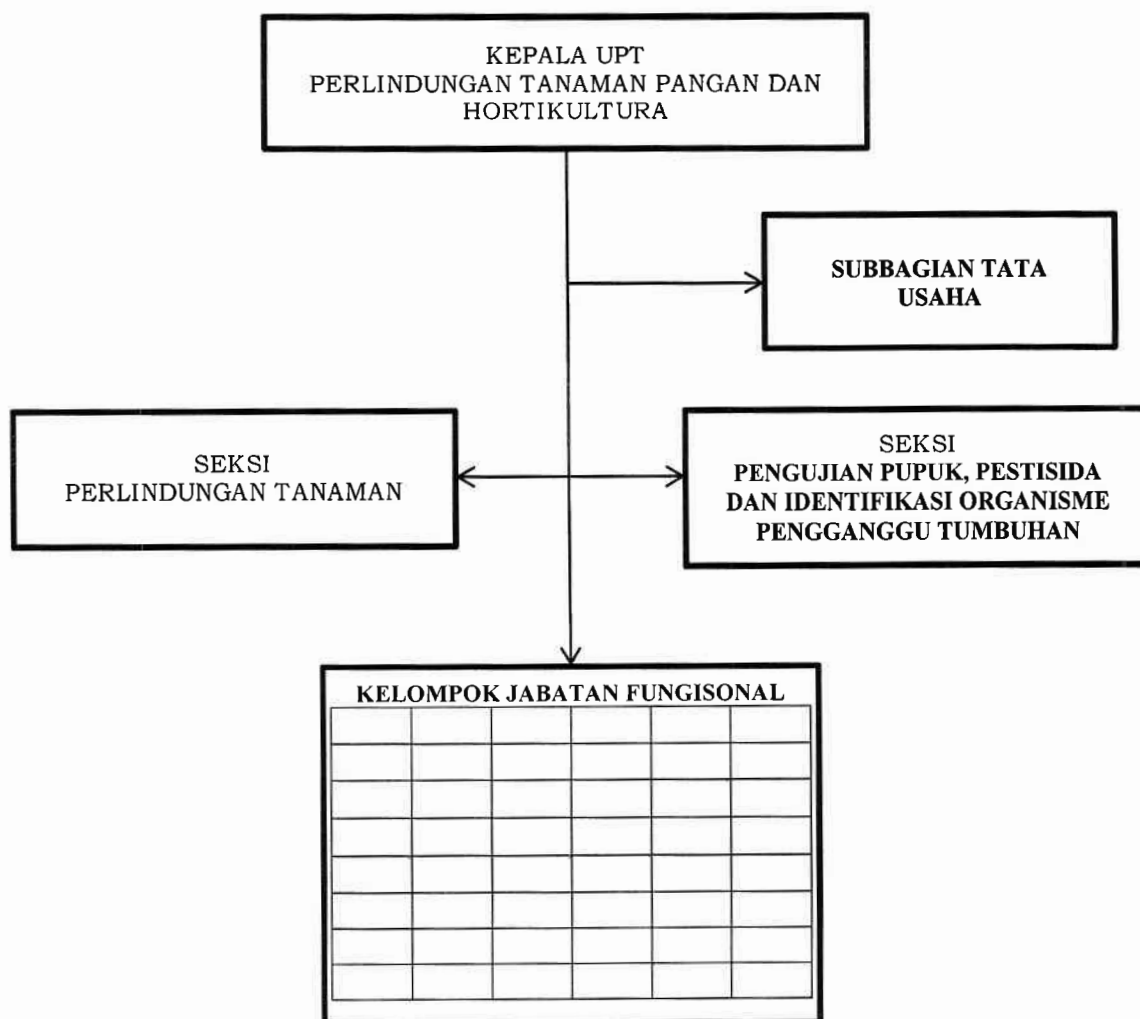 KEPALA UPT
PERLINDUNGAN TANAMAN PANGAN DAN
HORTIKULTURA
SUBBAGIAN TATA
USAHA
SEKSI
PERLINDUNGAN TANAMAN
SEKSI
PENGUJIAN PUPUK, PESTISIDA
DAN IDENTIFIKASI ORGANISME
PENGGANGGU TUMBUHAN
KELOMPOK JABATAN FUNGISONAL